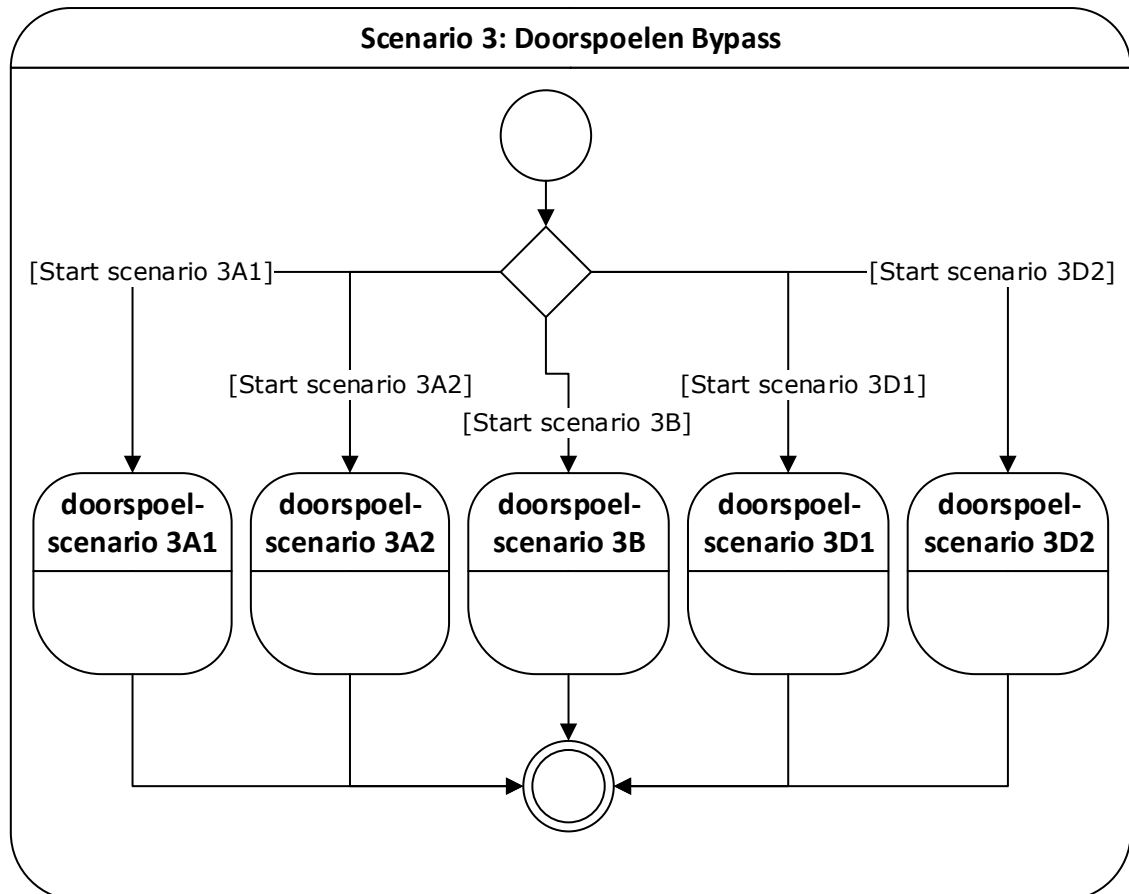 Scenario 3: Doorspoelen Bypass
[Start scenario 3A1]
[Start scenario 3D2]
[Start scenario 3A2]
[Start scenario 3D1]
[Start scenario 3B]
doorspoel-
scenario 3A1
doorspoel-
scenario 3A2
doorspoel-
scenario 3B
doorspoel-
scenario 3D1
doorspoel-
scenario 3D2